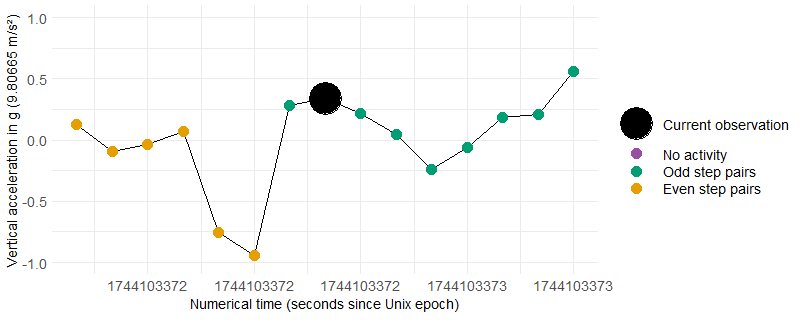 Vertical acceleration in g (9.80665 m/s²)
1.0
0.5
0.0
-0.5
-1.0
1744103372 1744103372 1744103372 1744103373 1744103373
Numerical time (seconds since Unix epoch)
Current observation
No activity
Odd step pairs
Even step pairs